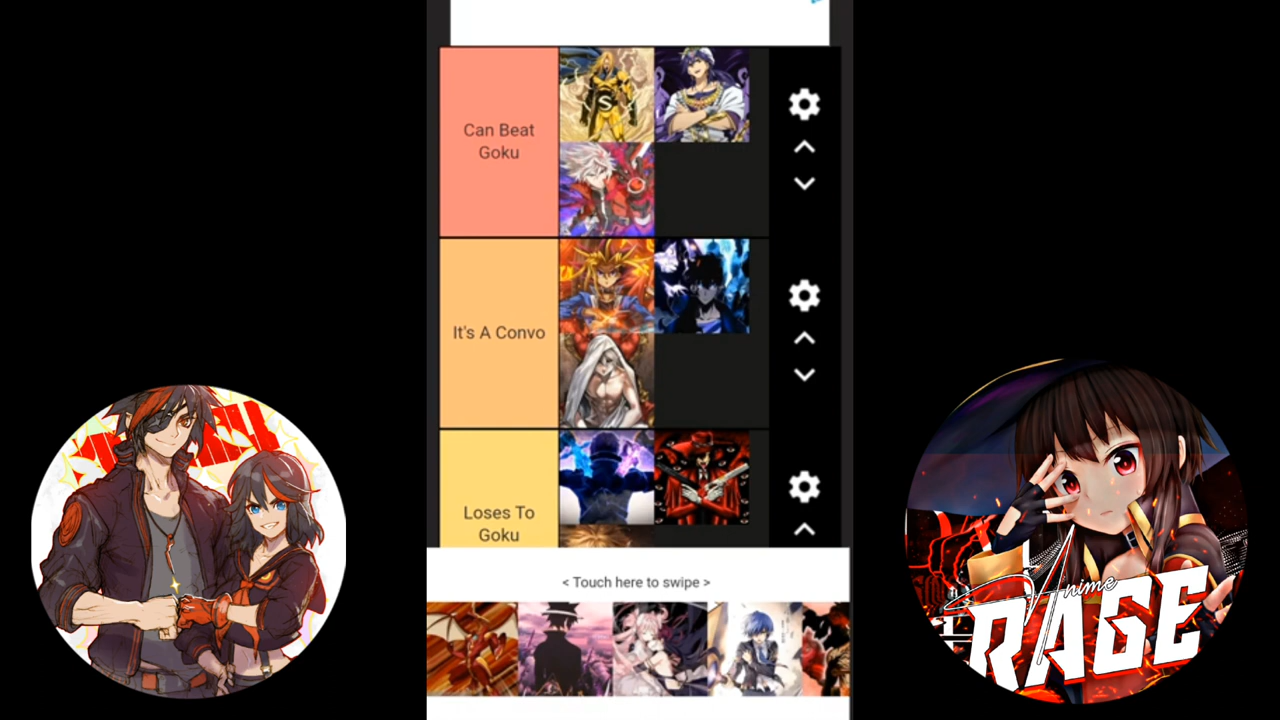 Can Beat
Goku
S
It's A Convo
Loses To
Goku
< Touch here to swipe >
Anime
RAGE